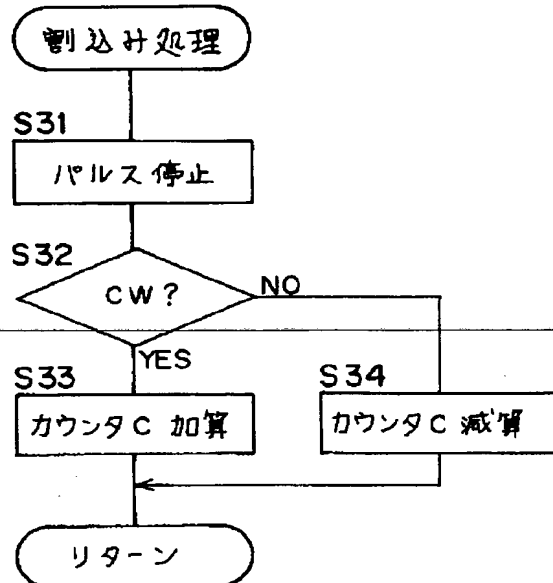 割込み処理
S31
パルス停止
S32
CW?
NO
YES
S33
カウンタC 加算
S34
カウンタC 減算
リターン